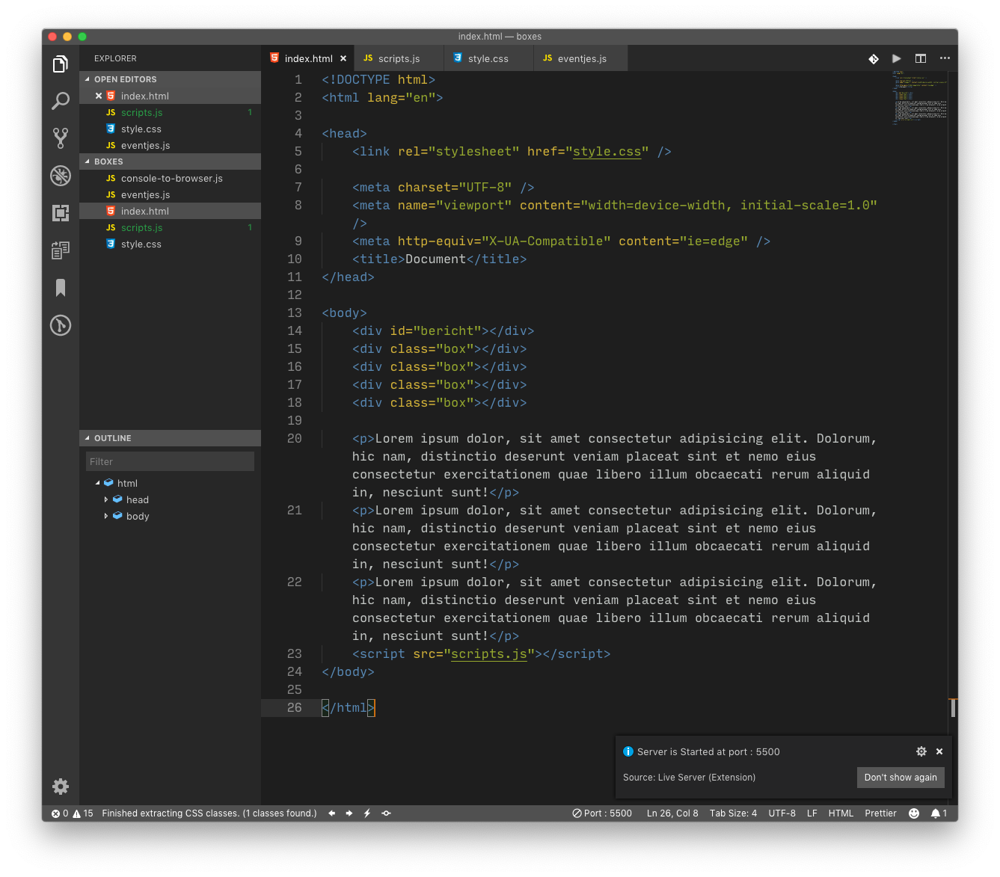 index.html — boxes
EXPLORER
OPEN EDITORS
index.html
JS scripts.js 1
style.css
JS eventjes.js
BOXES
JS console-to-browser.js
JS eventjes.js
index.html
JS scripts.js 1
style.css
OUTLINE
Filter
html
head
body
index.html JS scripts.js style.css JS eventjes.js
1 <!DOCTYPE html>
2 <html lang="en">
3
4 <head>
5 <link rel="stylesheet" href="style.css" />
6
7 <meta charset="UTF-8" />
8 <meta name="viewport" content="width=device-width, initial-scale=1.0"
/>
9 <meta http-equiv="X-UA-Compatible" content="ie=edge" />
10 <title>Document</title>
11 </head>
12
13 <body>
14 <div id="bericht"></div>
15 <div class="box"></div>
16 <div class="box"></div>
17 <div class="box"></div>
18 <div class="box"></div>
19
20 <p>Lorem ipsum dolor, sit amet consectetur adipisicing elit. Dolorum,
hic nam, distinctio deserunt veniam placeat sint et nemo eius
consectetur exercitationem quae libero illum obcaecati rerum aliquid
in, nesciunt sunt!</p>
21 <p>Lorem ipsum dolor, sit amet consectetur adipisicing elit. Dolorum,
hic nam, distinctio deserunt veniam placeat sint et nemo eius
consectetur exercitationem quae libero illum obcaecati rerum aliquid
in, nesciunt sunt!</p>
22 <p>Lorem ipsum dolor, sit amet consectetur adipisicing elit. Dolorum,
hic nam, distinctio deserunt veniam placeat sint et nemo eius
consectetur exercitationem quae libero illum obcaecati rerum aliquid
in, nesciunt sunt!</p>
23 <script src="scripts.js"></script>
24 </body>
25
26 </html>
Server is Started at port : 5500
Source: Live Server (Extension)
Don't show again
0 15 Finished extracting CSS classes. (1 classes found.) Port : 5500 Ln 26, Col 8 Tab Size: 4 UTF-8 LF HTML Prettier 1